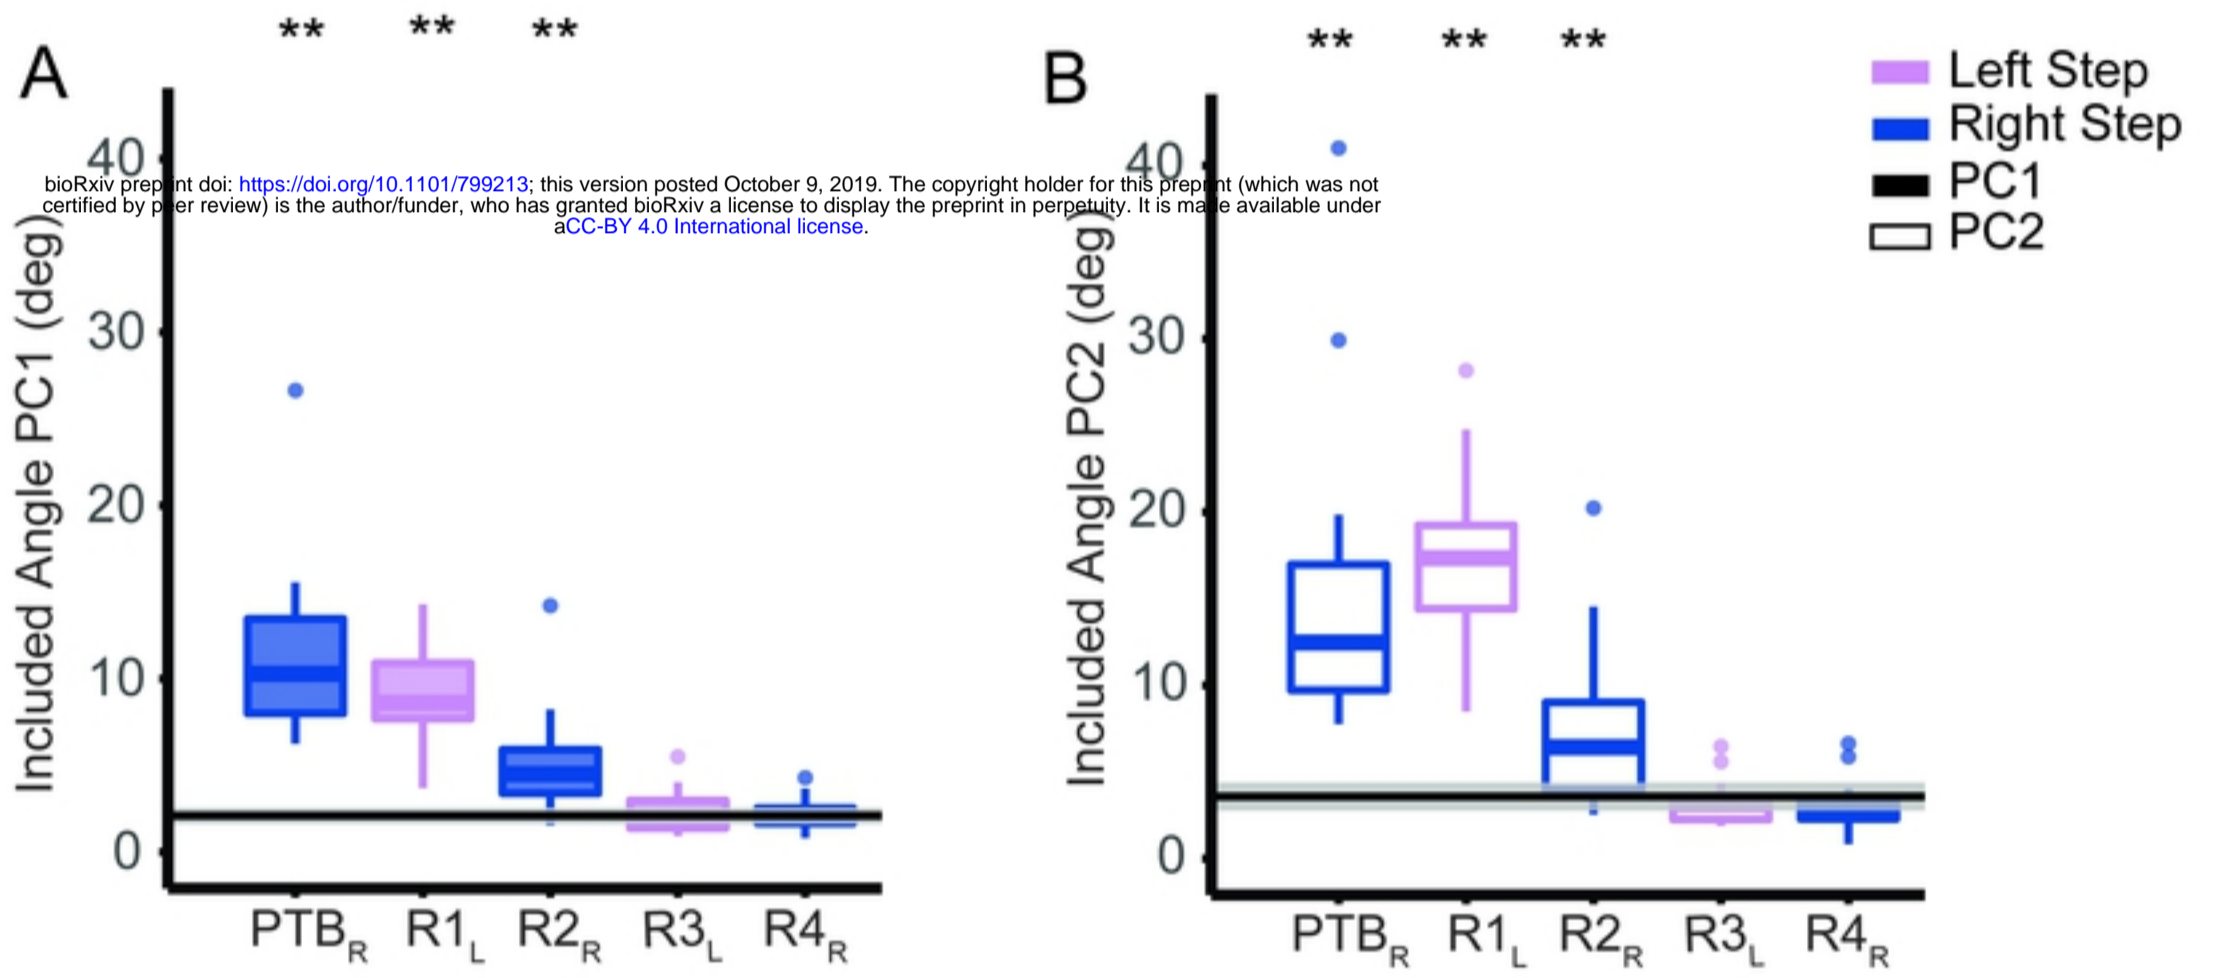 ** ** **
A
40
30
20
10
0
Included Angle PC1 (deg)
PTBR R1L R2R R3L R4R
bioRxiv preprint doi: https://doi.org/10.1101/799213; this version posted October 9, 2019. The copyright holder for this preprint (which was not
certified by peer review) is the author/funder, who has granted bioRxiv a license to display the preprint in perpetuity. It is made available under
aCC-BY 4.0 International license.
** ** **
B
40
30
20
10
0
Included Angle PC2 (deg)
PTBR R1L R2R R3L R4R
Left Step
Right Step
PC1
PC2